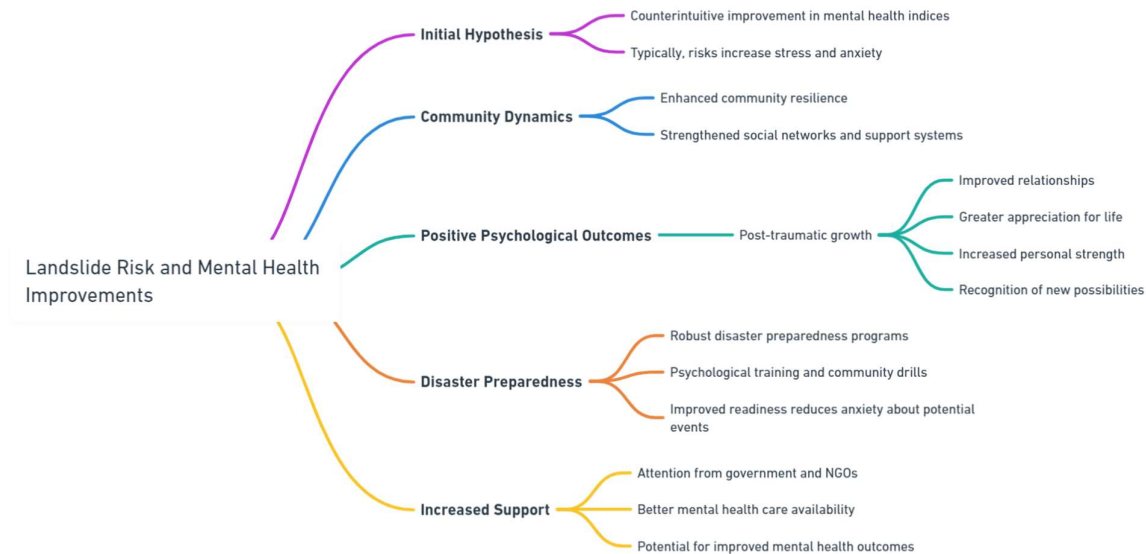 Landslide Risk and Mental Health
Improvements
Initial Hypothesis
Counterintuitive improvement in mental health indices
Typically, risks increase stress and anxiety
Community Dynamics
Enhanced community resilience
Strengthened social networks and support systems
Positive Psychological Outcomes
Post-traumatic growth
Improved relationships
Greater appreciation for life
Increased personal strength
Recognition of new possibilities
Disaster Preparedness
Robust disaster preparedness programs
Psychological training and community drills
Improved readiness reduces anxiety about potential
events
Increased Support
Attention from government and NGOs
Better mental health care availability
Potential for improved mental health outcomes